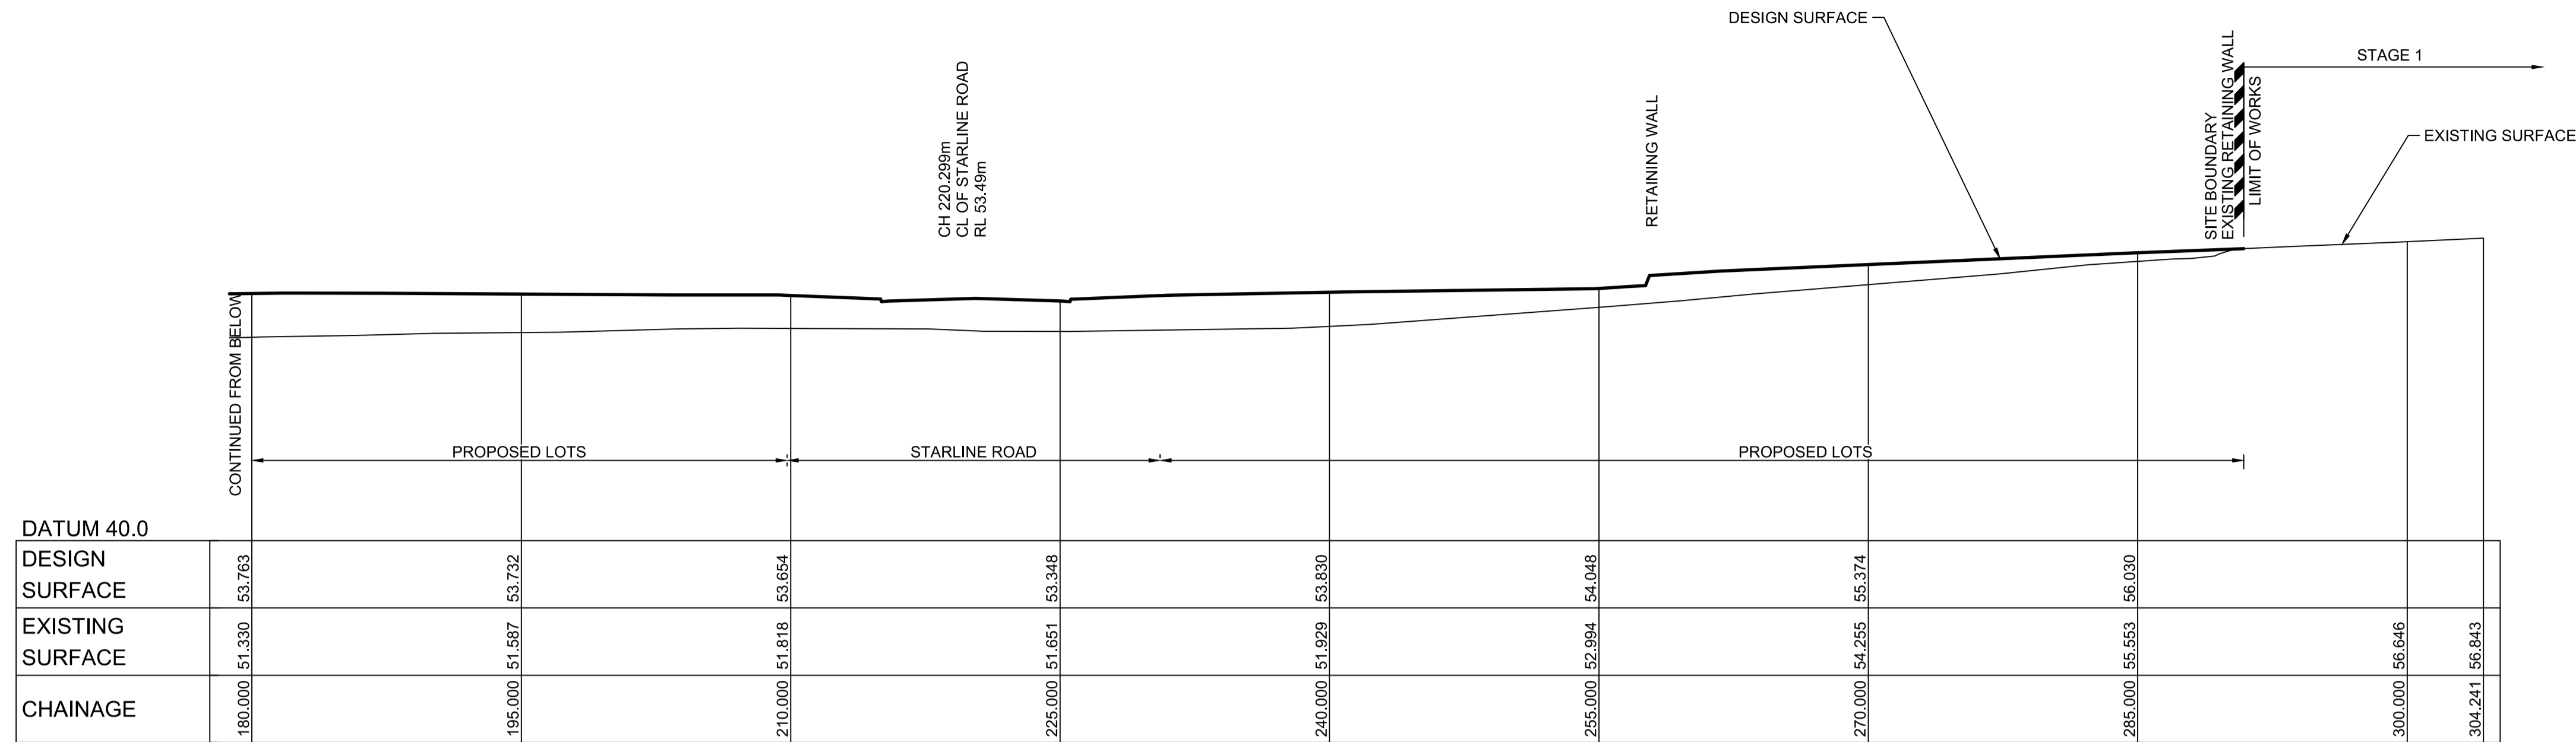 DESIGN SURFACE
STAGE 1
CH 220.299m
CL OF STARLINE ROAD
RL 53.49m
RETAINING WALL
SITE BOUNDARY
EXISTING RETAINING WALL
LIMIT OF WORKS
EXISTING SURFACE
CONTINUED FROM BELOW
PROPOSED LOTS
STARLINE ROAD
PROPOSED LOTS
DATUM 40.0
DESIGN
SURFACE
53.763
53.732
53.654
53.348
53.830
54.048
55.374
56.030
EXISTING
SURFACE
51.330
51.587
51.818
51.651
51.929
52.994
54.255
55.553
56.646
56.843
CHAINAGE
180.000
195.000
210.000
225.000
240.000
255.000
270.000
285.000
300.000
304.241